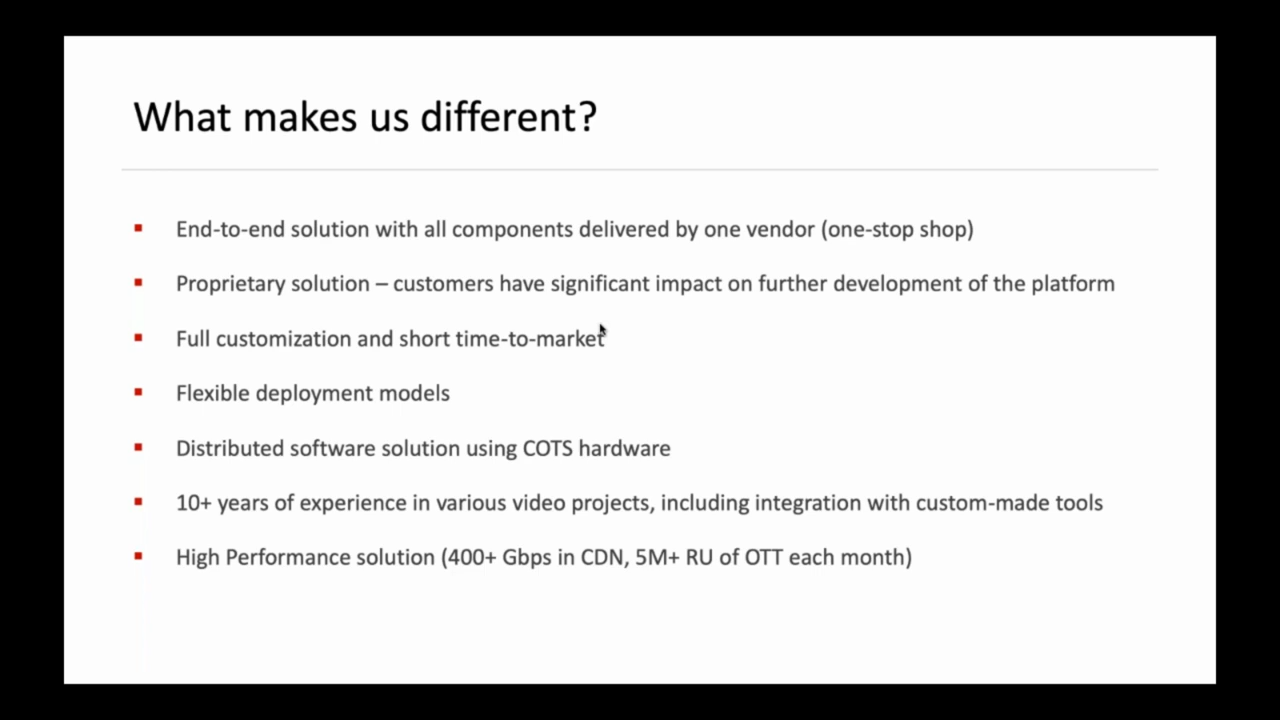 What makes us different?
End-to-end solution with all components delivered by one vendor (one-stop shop)
Proprietary solution – customers have significant impact on further development of the platform
Full customization and short time-to-market
Flexible deployment models
Distributed software solution using COTS hardware
10+ years of experience in various video projects, including integration with custom-made tools
High Performance solution (400+ Gbps in CDN, 5M+ RU of OTT each month)